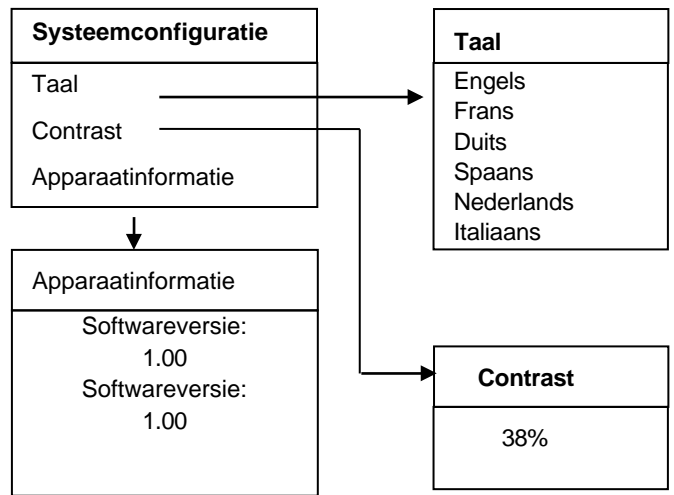 Systeemconfiguratie
Taal
Contrast
Apparaatinformatie
Taal
Engels
Frans
Duits
Spaans
Nederlands
Italiaans
Apparaatinformatie
Softwareversie:
1.00
Softwareversie:
1.00
Contrast
38%